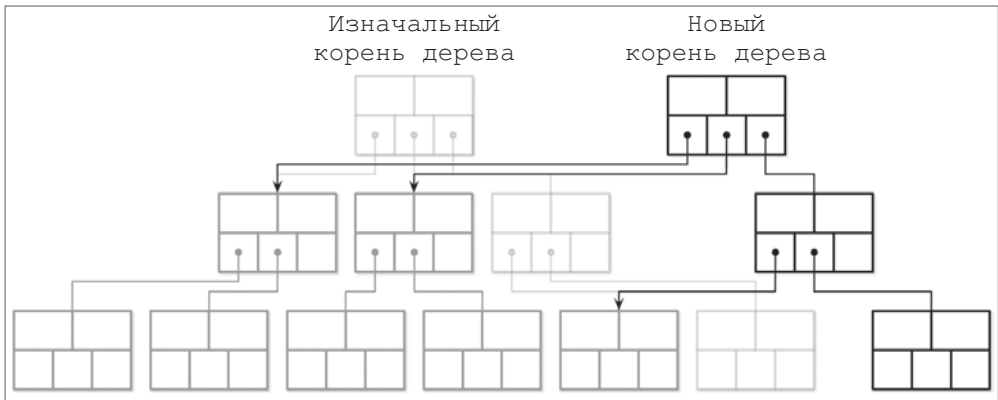 Изначальный
корень дерева
Новый
корень дерева